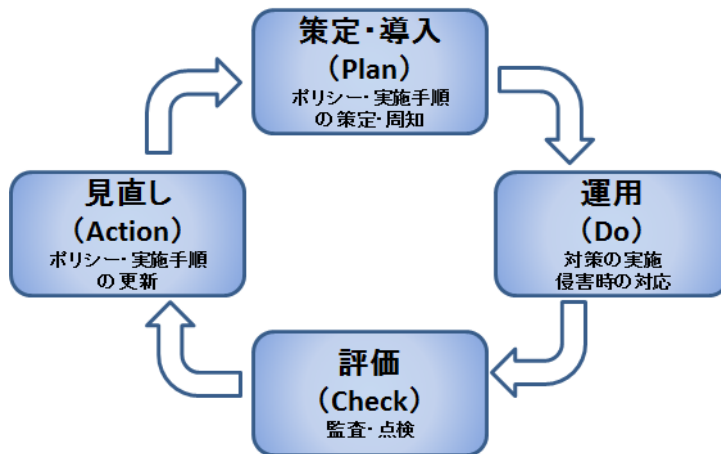 策定・導入
（Plan）
ポリシー・実施手順
の策定・周知
運用
（Do）
対策の実施
侵害時の対応
評価
（Check）
監査・点検
見直し
（Action）
ポリシー・実施手順
の更新